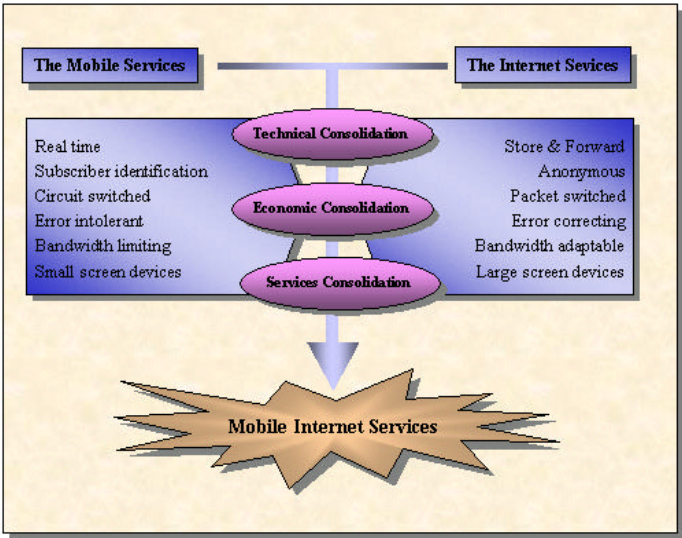 The Mobile Services
The Internet Sevices
Technical Consolidation
Real time
Subscriber identification
Circuit switched
Error intolerant
Bandwidth limiting
Small screen devices
Economic Consolidation
Services Consolidation
Store & Forward
Anonymous
Packet switched
Error correcting
Bandwidth adaptable
Large screen devices
Mobile Internet Services